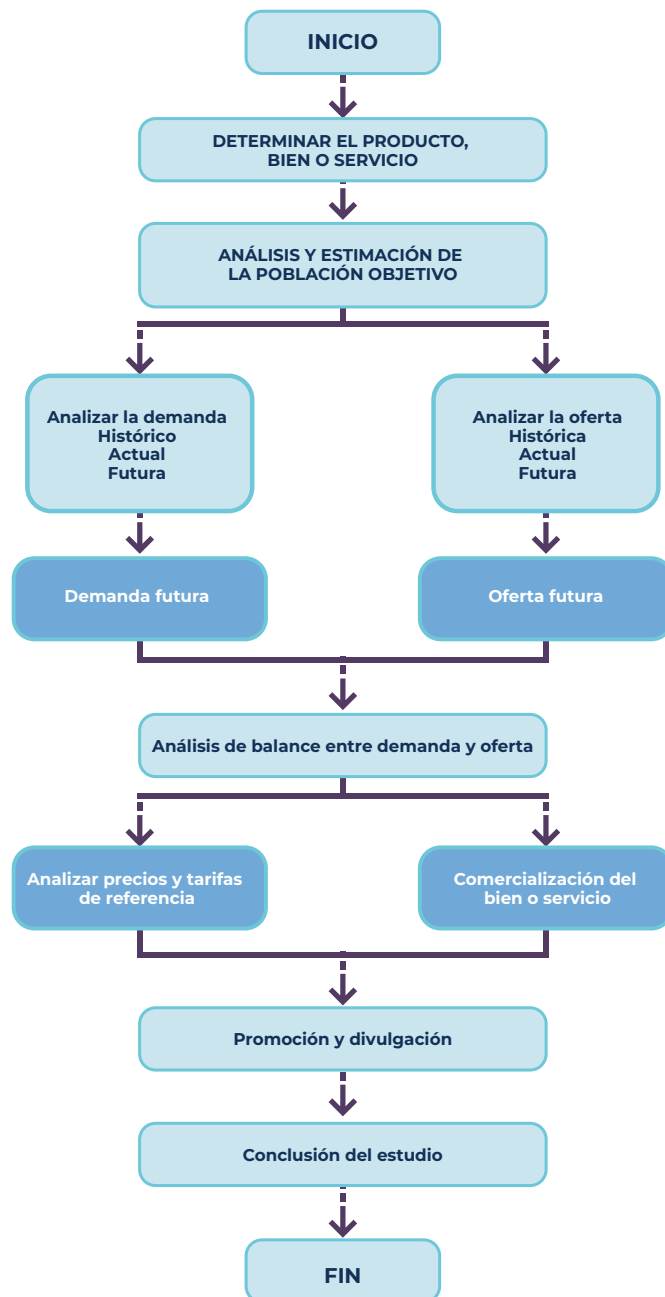 INICIO
DETERMINAR EL PRODUCTO,
BIEN O SERVICIO
ANÁLISIS Y ESTIMACIÓN DE
LA POBLACIÓN OBJETIVO
Analizar la demanda
Histórico
Actual
Futura
Analizar la oferta
Histórica
Actual
Futura
Demanda futura
Oferta futura
Análisis de balance entre demanda y oferta
Analizar precios y tarifas
de referencia
Comercialización del
bien o servicio
Promoción y divulgación
Conclusión del estudio
FIN